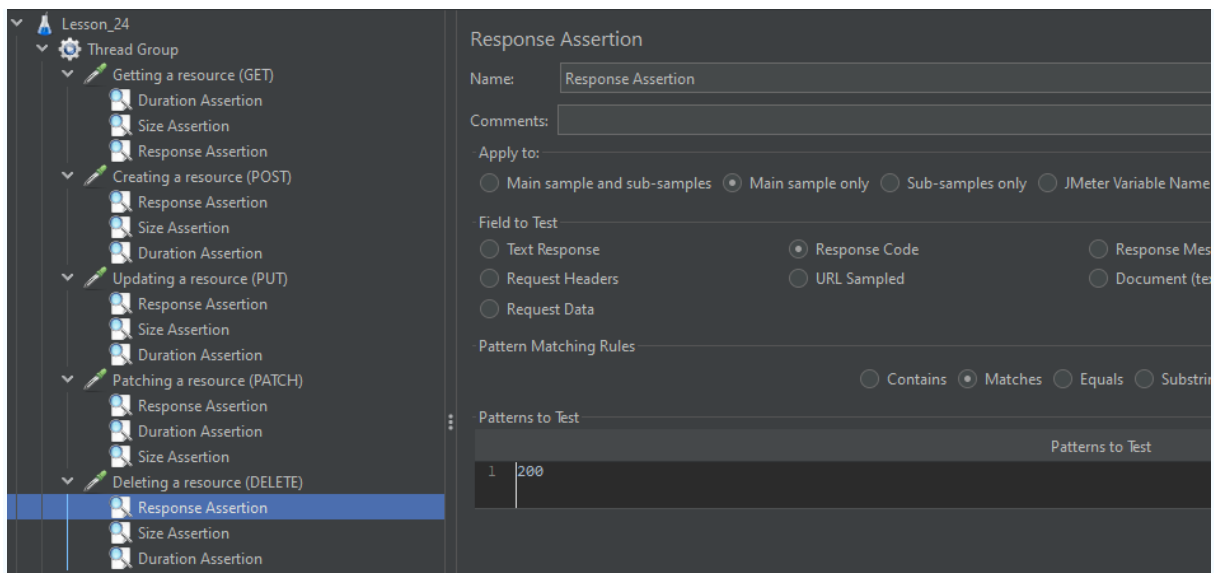 Lesson_24
Thread Group
Getting a resource (GET)
Duration Assertion
Size Assertion
Response Assertion
Creating a resource (POST)
Response Assertion
Size Assertion
Duration Assertion
Updating a resource (PUT)
Response Assertion
Size Assertion
Duration Assertion
Patching a resource (PATCH)
Response Assertion
Duration Assertion
Size Assertion
Deleting a resource (DELETE)
Response Assertion
Size Assertion
Duration Assertion
Response Assertion
Name: Response Assertion
Comments:
Apply to:
Main sample and sub-samples Main sample only Sub-samples only JMeter Variable Name
Field to Test
Text Response Response Code Response Mes
Request Headers URL Sampled Document (te
Request Data
Pattern Matching Rules
Contains Matches Equals Substrin
Patterns to Test
Patterns to Test
1 200